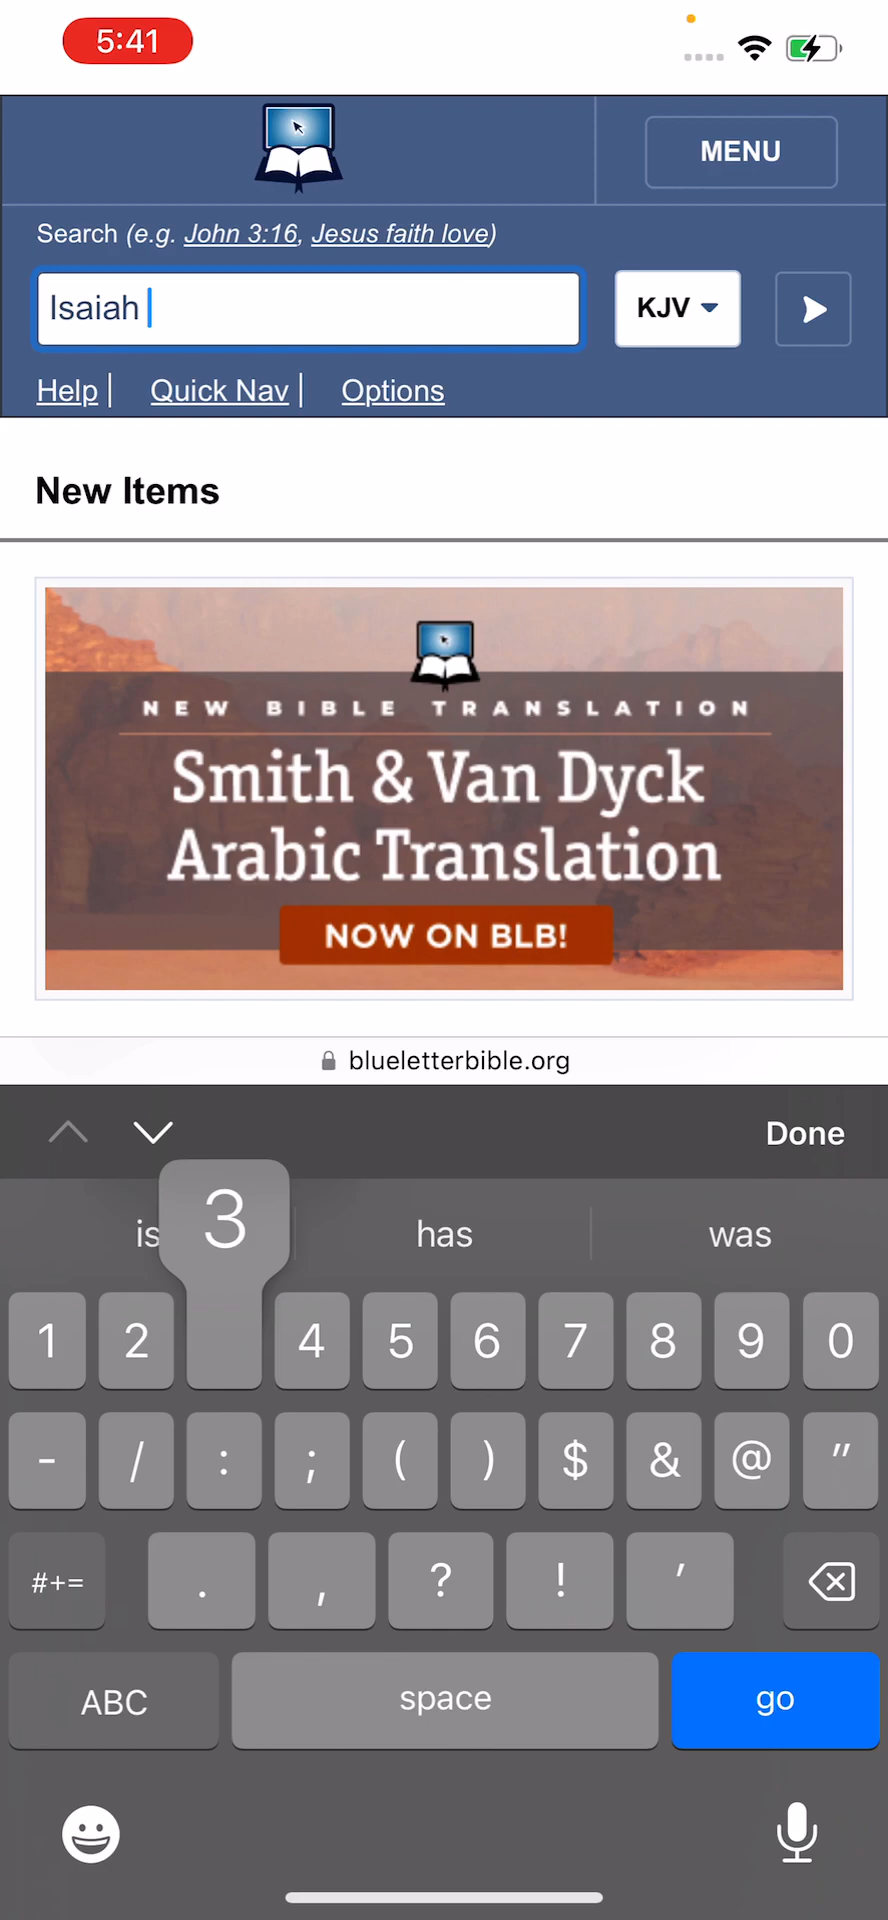 5:41
MENU
Search (e.g. John 3:16, Jesus faith love)
Isaiah
KJV
Help | Quick Nav | Options
New Items
NEW BIBLE TRANSLATION
Smith & Van Dyck
Arabic Translation
NOW ON BLB!
blueletterbible.org
Done
is 3 has was
1 2 4 5 6 7 8 9 0
- / : ; ( ) $ & @ "
#+= . , ? ! '
ABC space go